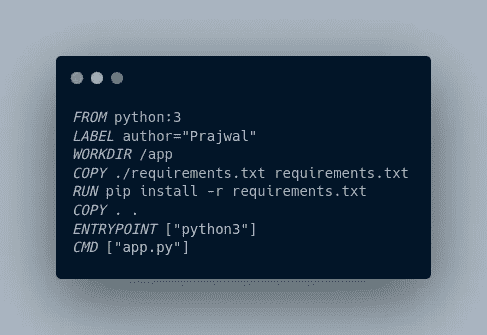 FROM python:3
LABEL author="Prajwal"
WORKDIR /app
COPY ./requirements.txt requirements.txt
RUN pip install -r requirements.txt
COPY . .
ENTRYPOINT ["python3"]
CMD ["app.py"]